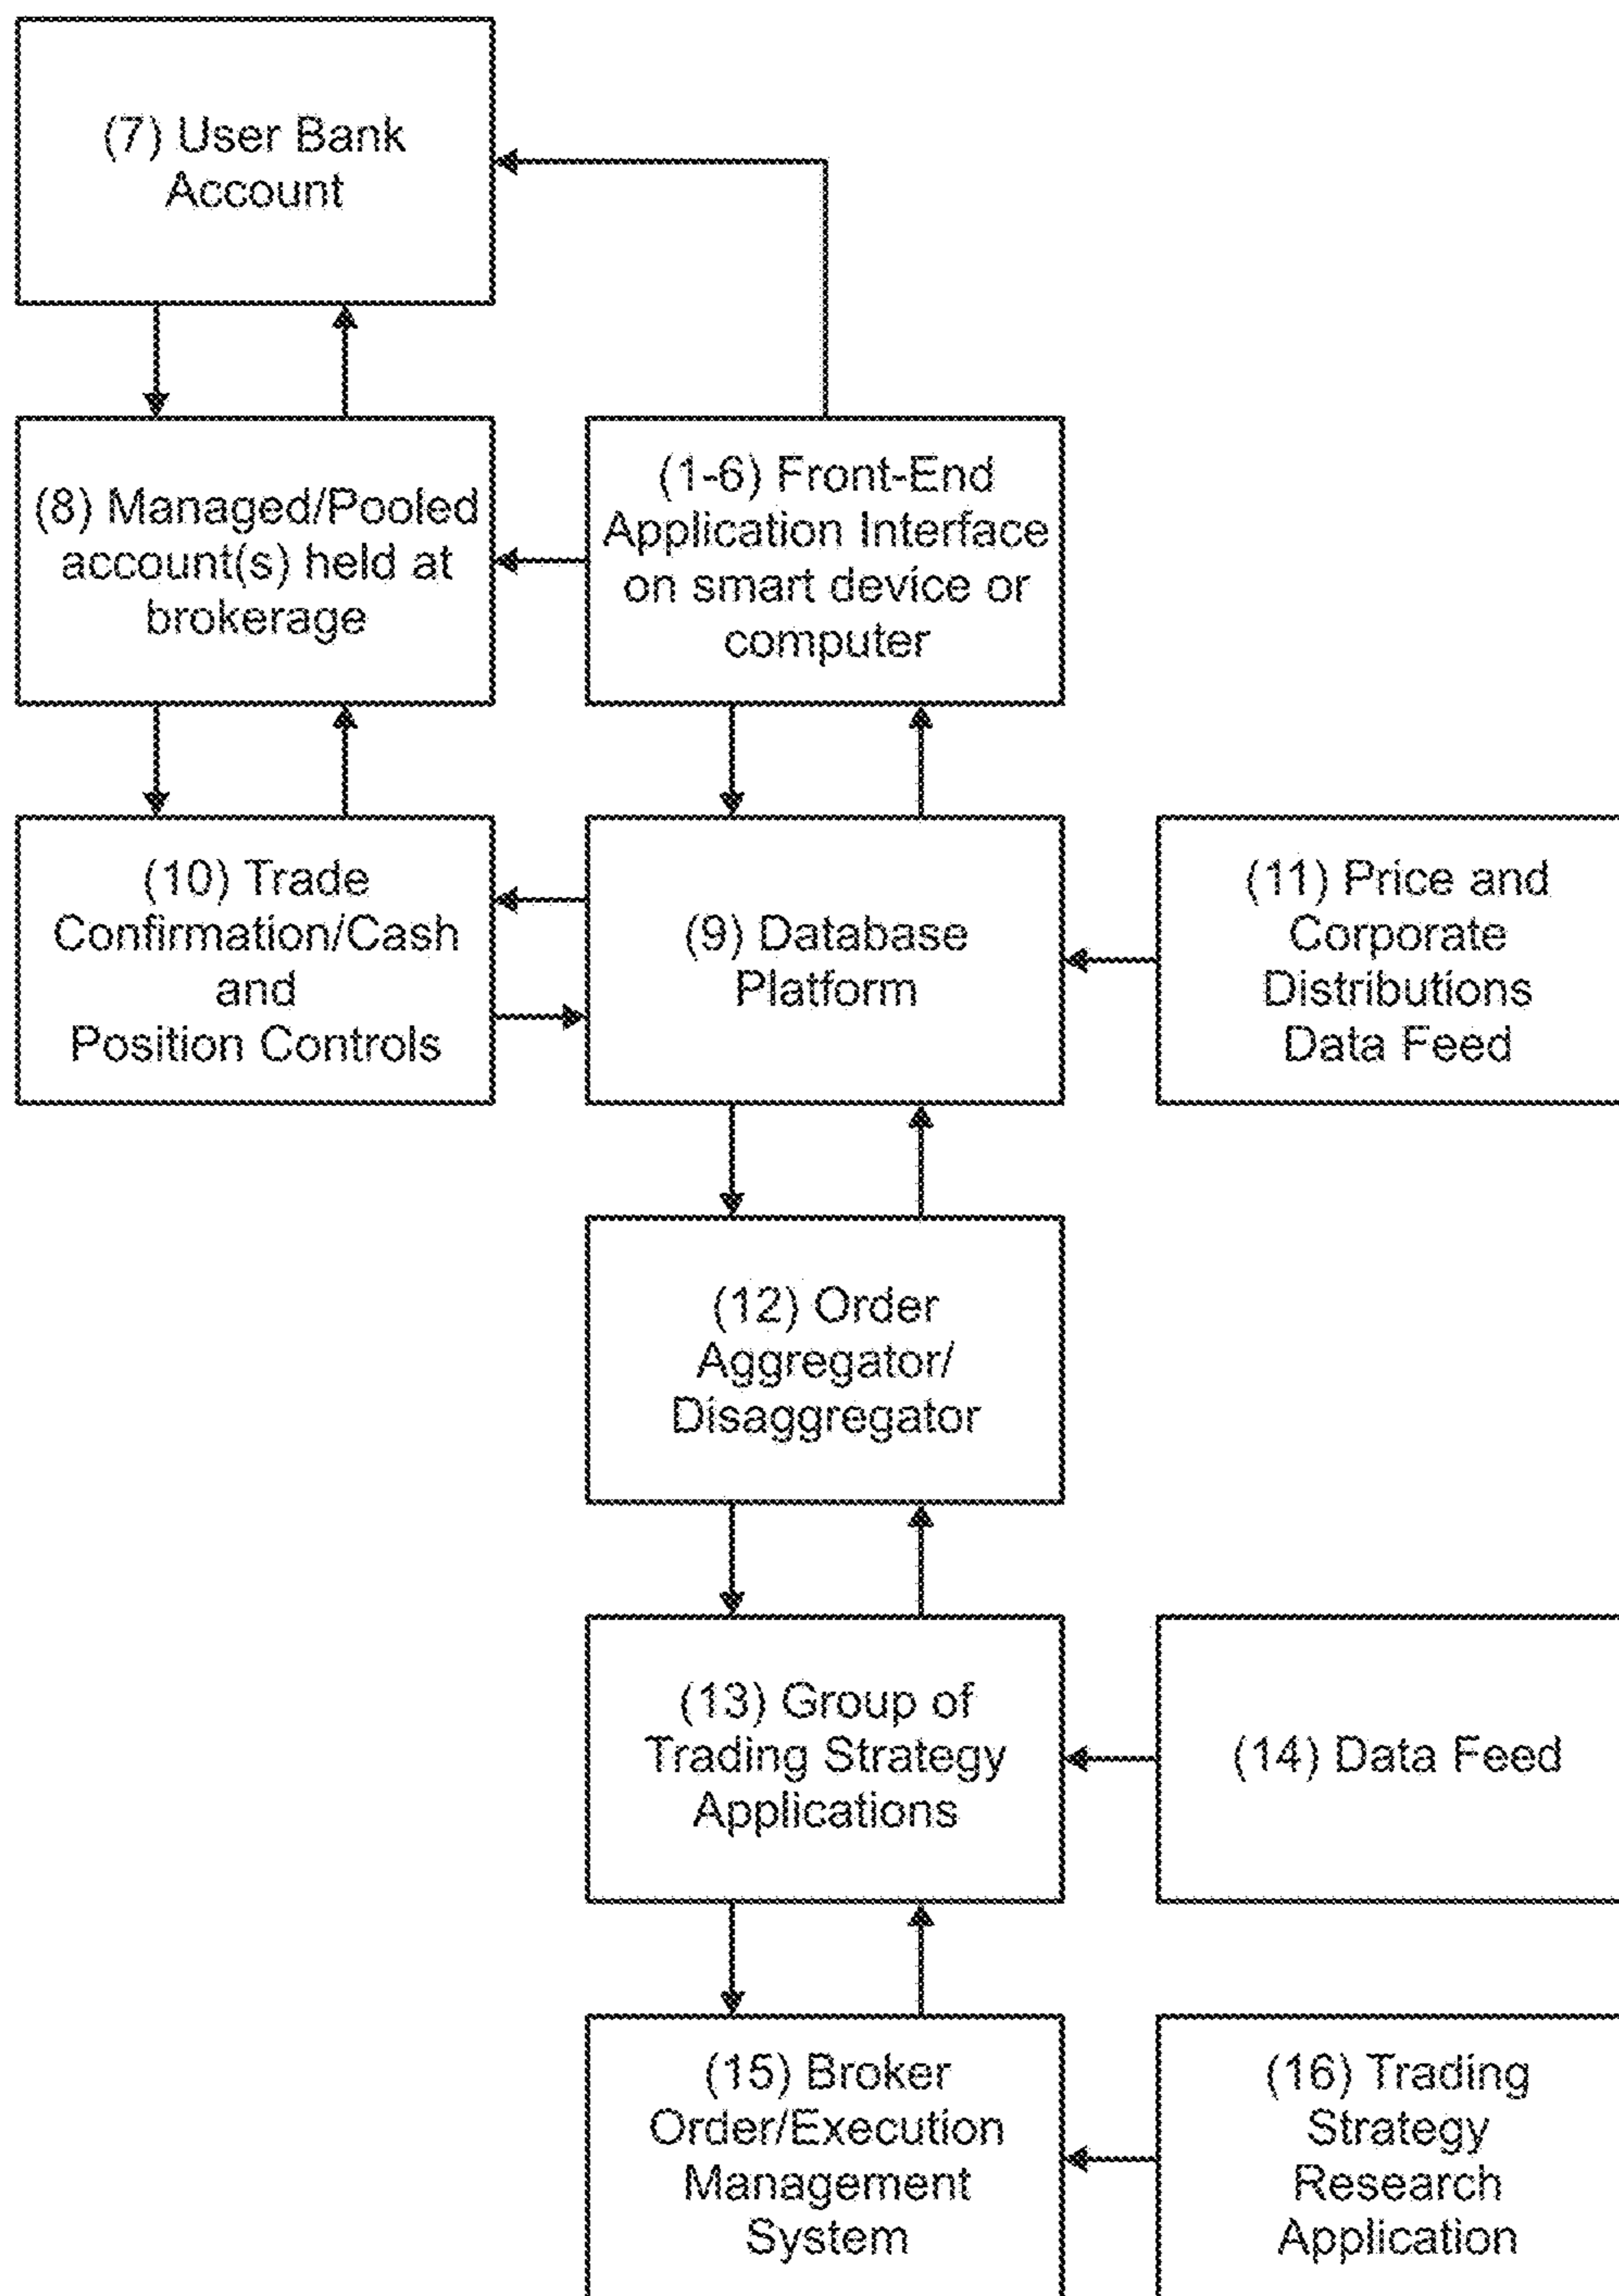 (7) User Bank
Account
(8) Managed/Pooled
account(s) held at
brokerage
(1-6) Front-End
Application Interface
on smart device or
computer
(10) Trade
Confirmation/Cash
and
Position Controls
(9) Database
Platform
(11) Price and
Corporate
Distributions
Data Feed
(12) Order
Aggregator/
Disaggregator
(13) Group of
Trading Strategy
Applications
(14) Data Feed
(15) Broker
Order/Execution
Management
System
(16) Trading
Strategy
Research
Application